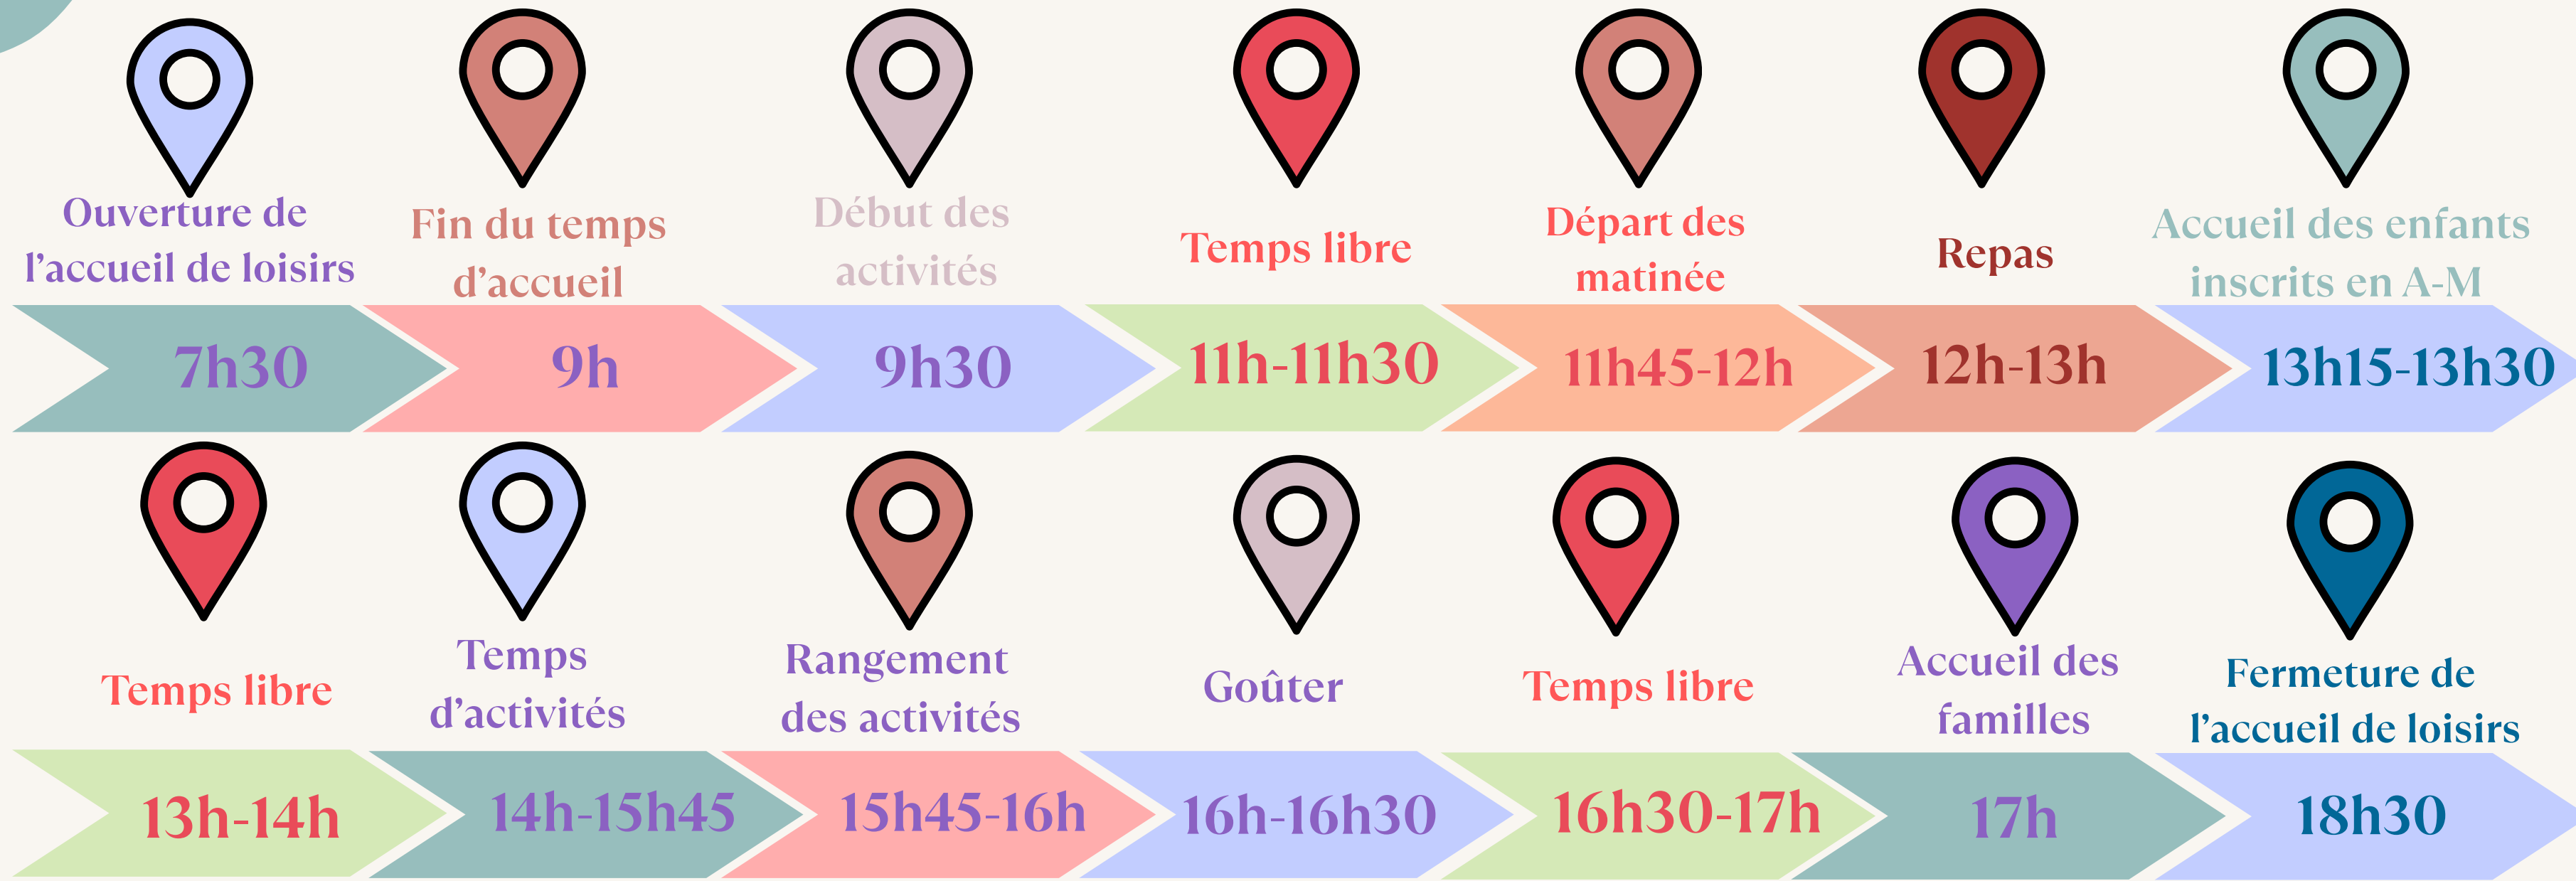 Ouverture de
l'accueil de loisirs
7h30
Fin du temps
d'accueil
9h
Début des
activités
9h30
Temps libre
11h-11h30
Départ des
matinée
11h45-12h
Repas
12h-13h
Accueil des enfants
inscrits en A-M
13h15-13h30
Temps libre
13h-14h
Temps
d'activités
14h-15h45
Rangement
des activités
15h45-16h
Goûter
16h-16h30
Temps libre
16h30-17h
Accueil des
familles
17h
Fermeture de
l'accueil de loisirs
18h30